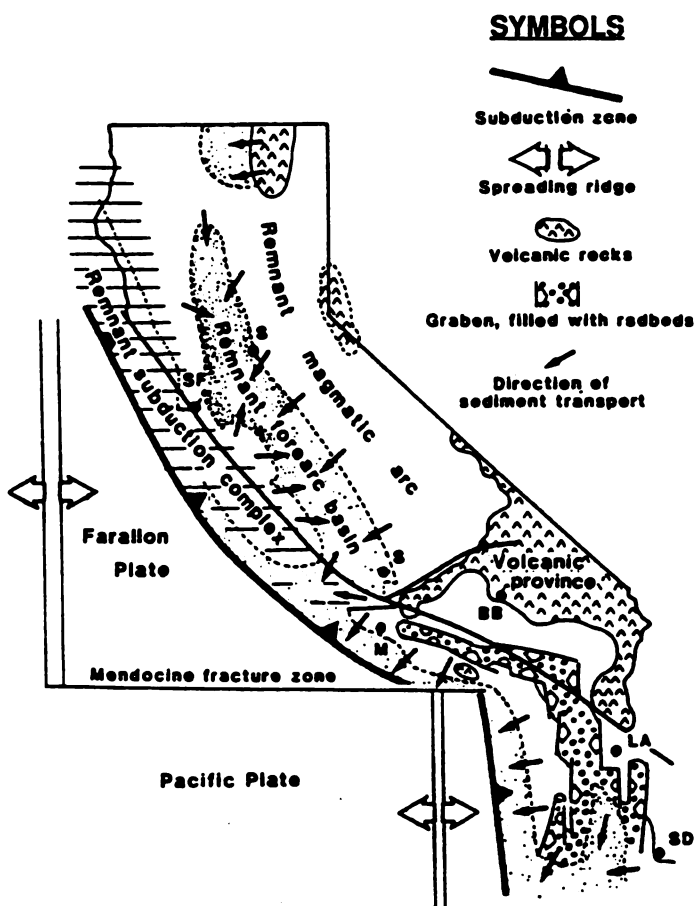 SYMBOLS
Subduction zone
Spreading ridge
Volcanic rocks
Graben, filled with redbeds
Direction of
sediment transport
Remnant
magmatic
arc
S
Remnant forearc basin
SF
Remnant subduction complex
S
Farallon
Plate
Volcanic
province
BB
B
M
Mendocine fracture zone
LA
Pacific Plate
SD